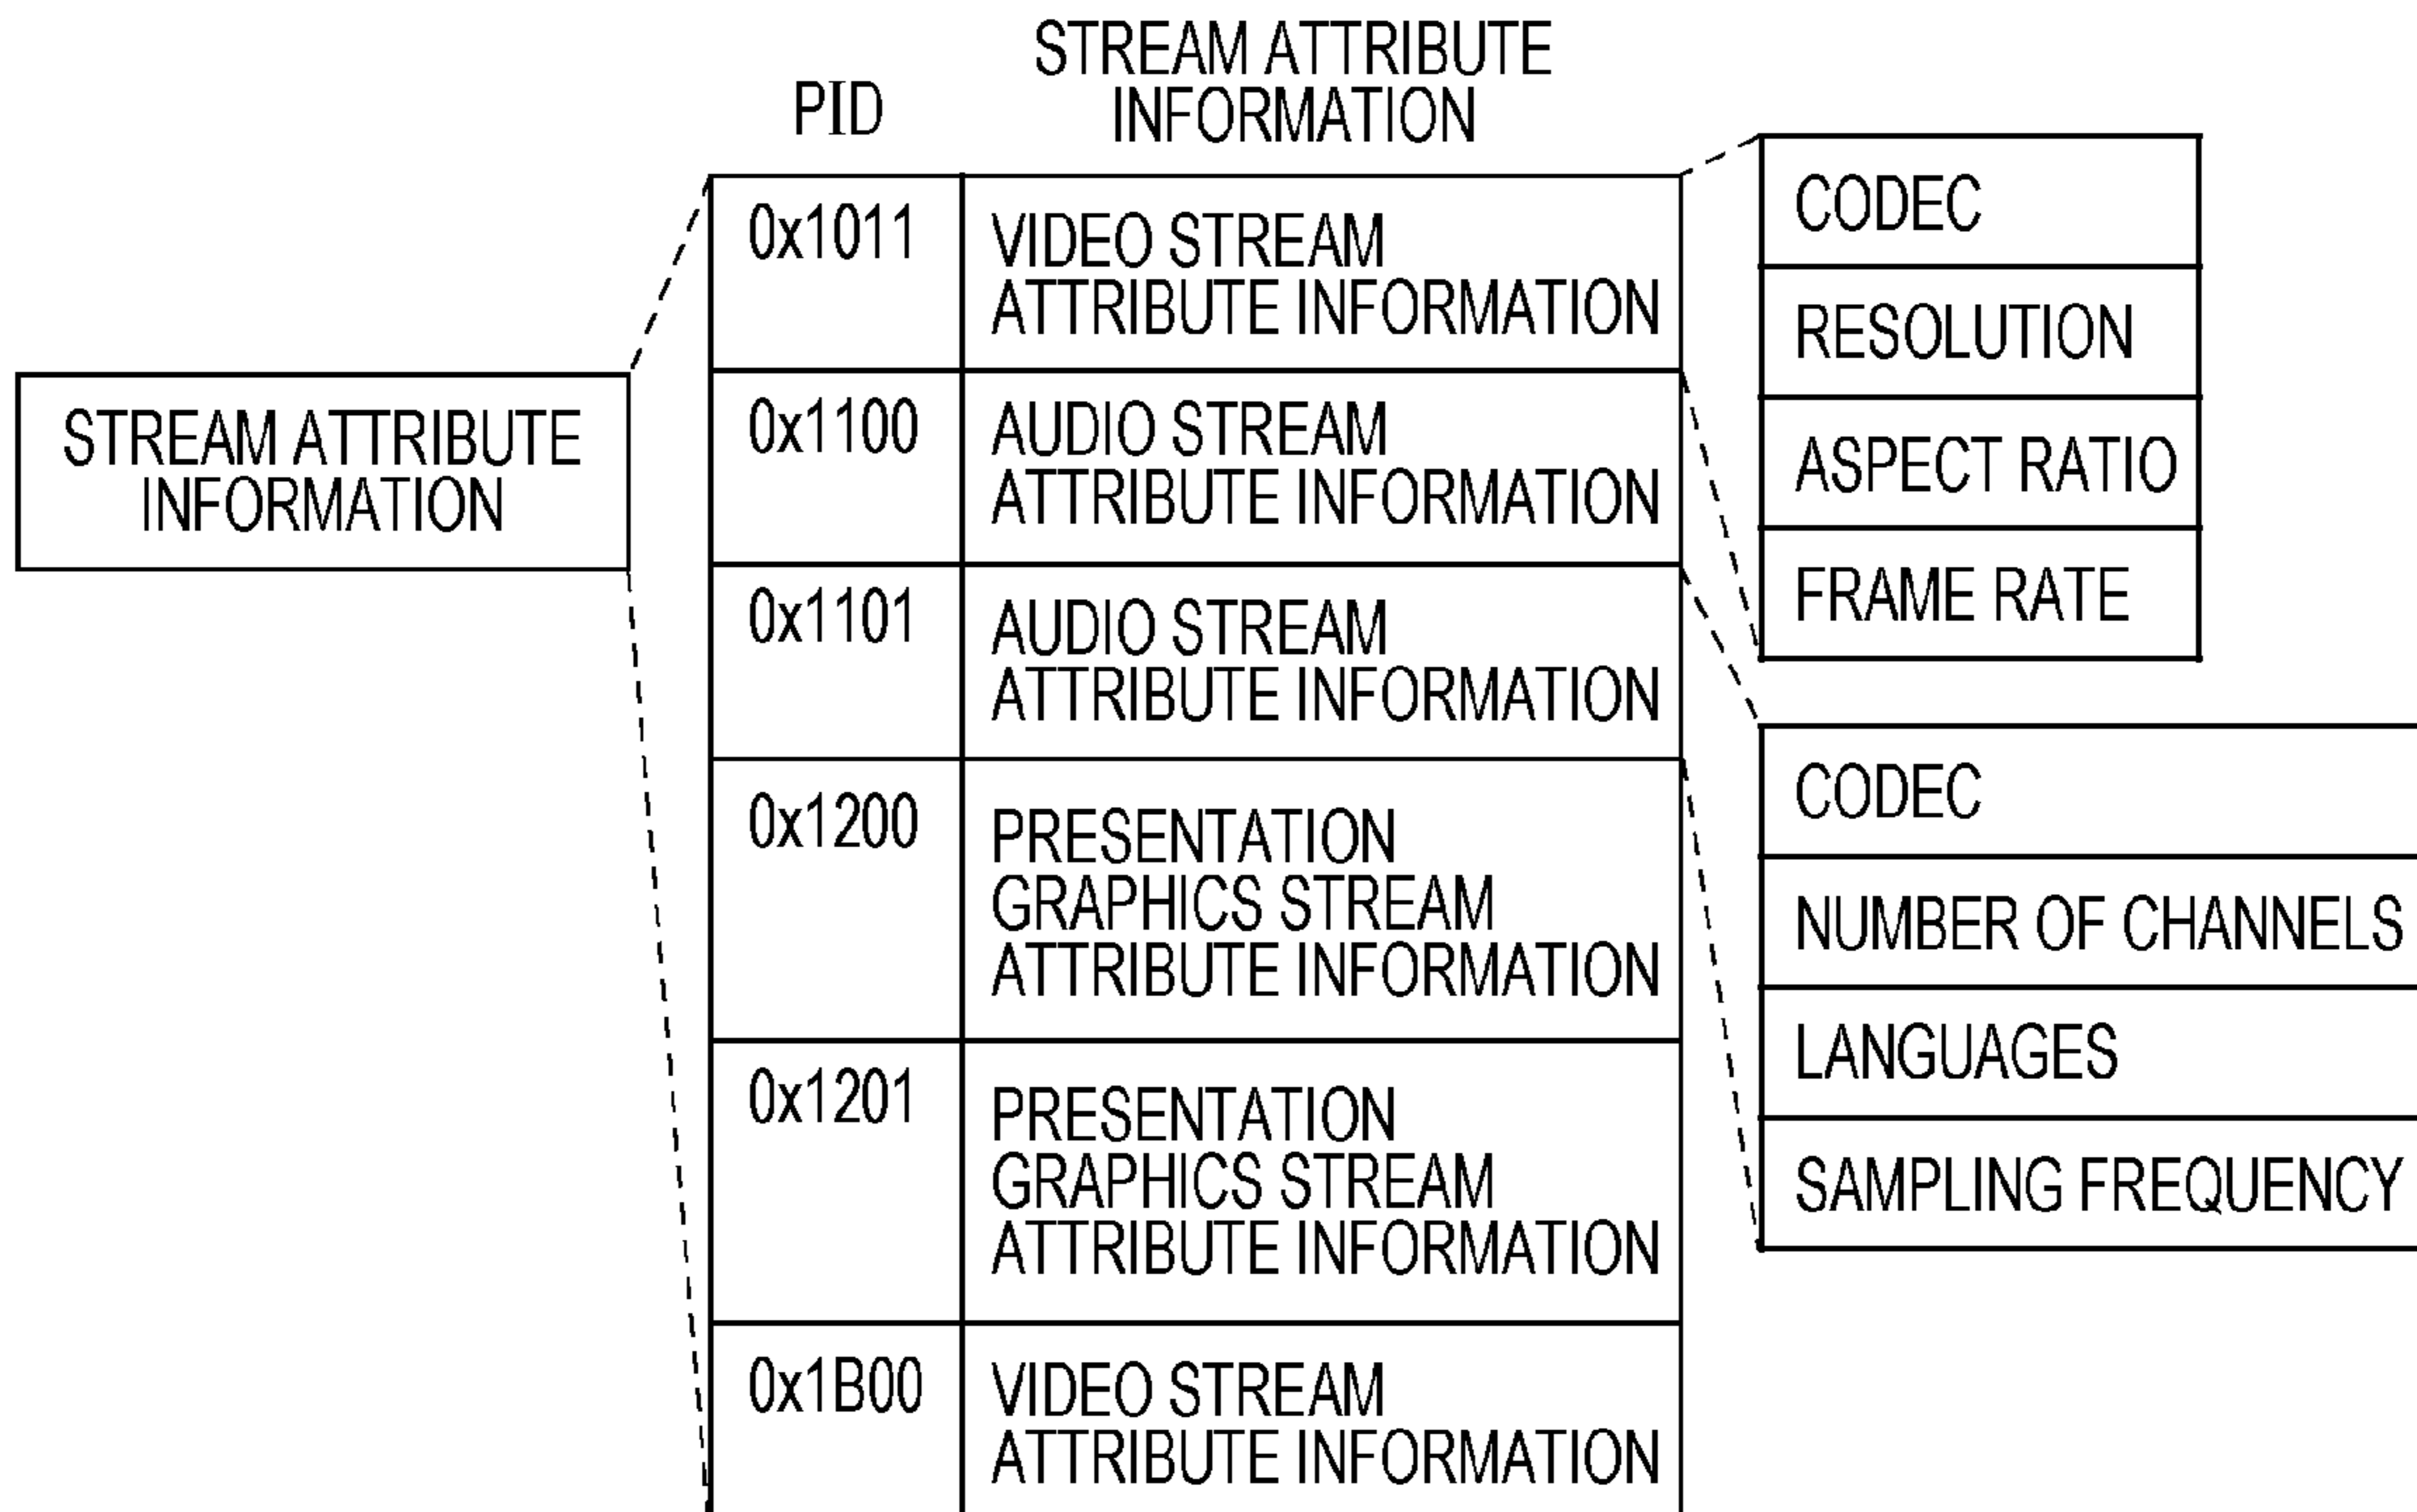 STREAM ATTRIBUTE
INFORMATION
PID
STREAM ATTRIBUTE
INFORMATION
0x1011
VIDEO STREAM
ATTRIBUTE INFORMATION
0x1100
AUDIO STREAM
ATTRIBUTE INFORMATION
0x1101
AUDIO STREAM
ATTRIBUTE INFORMATION
0x1200
PRESENTATION
GRAPHICS STREAM
ATTRIBUTE INFORMATION
0x1201
PRESENTATION
GRAPHICS STREAM
ATTRIBUTE INFORMATION
0x1B00
VIDEO STREAM
ATTRIBUTE INFORMATION
CODEC
RESOLUTION
ASPECT RATIO
FRAME RATE
CODEC
NUMBER OF CHANNELS
LANGUAGES
SAMPLING FREQUENCY